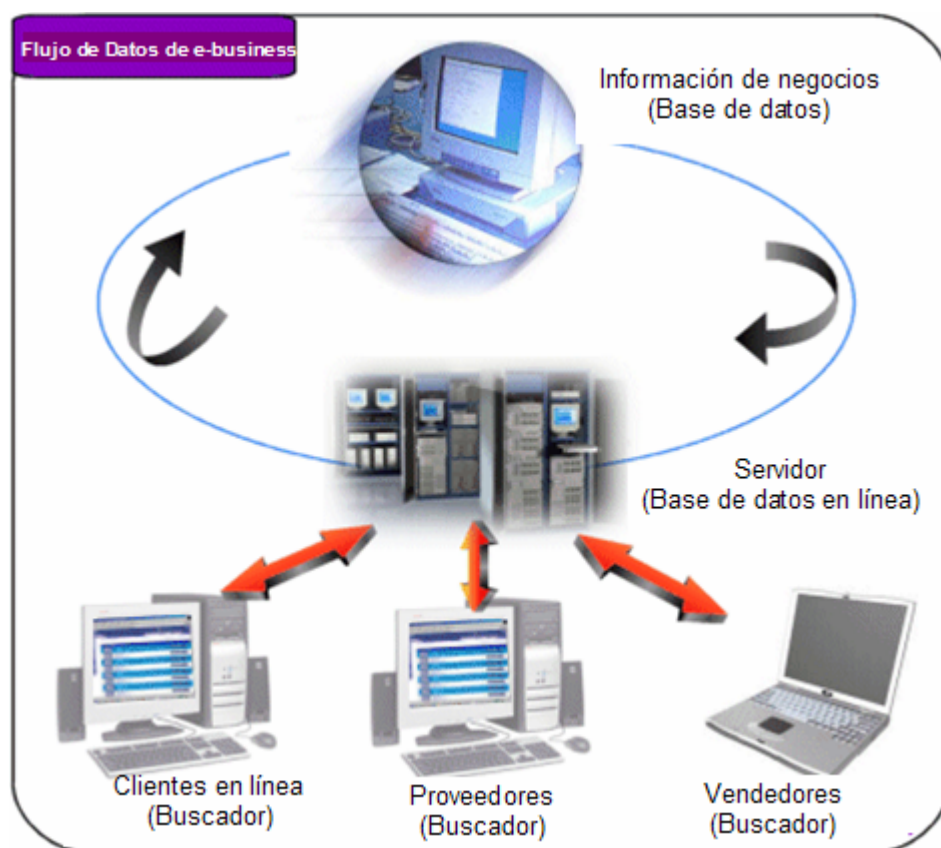 Flujo de Datos de e-business
Información de negocios
(Base de datos)
Servidor
(Base de datos en línea)
Clientes en línea
(Buscador)
Proveedores
(Buscador)
Vendedores
(Buscador)